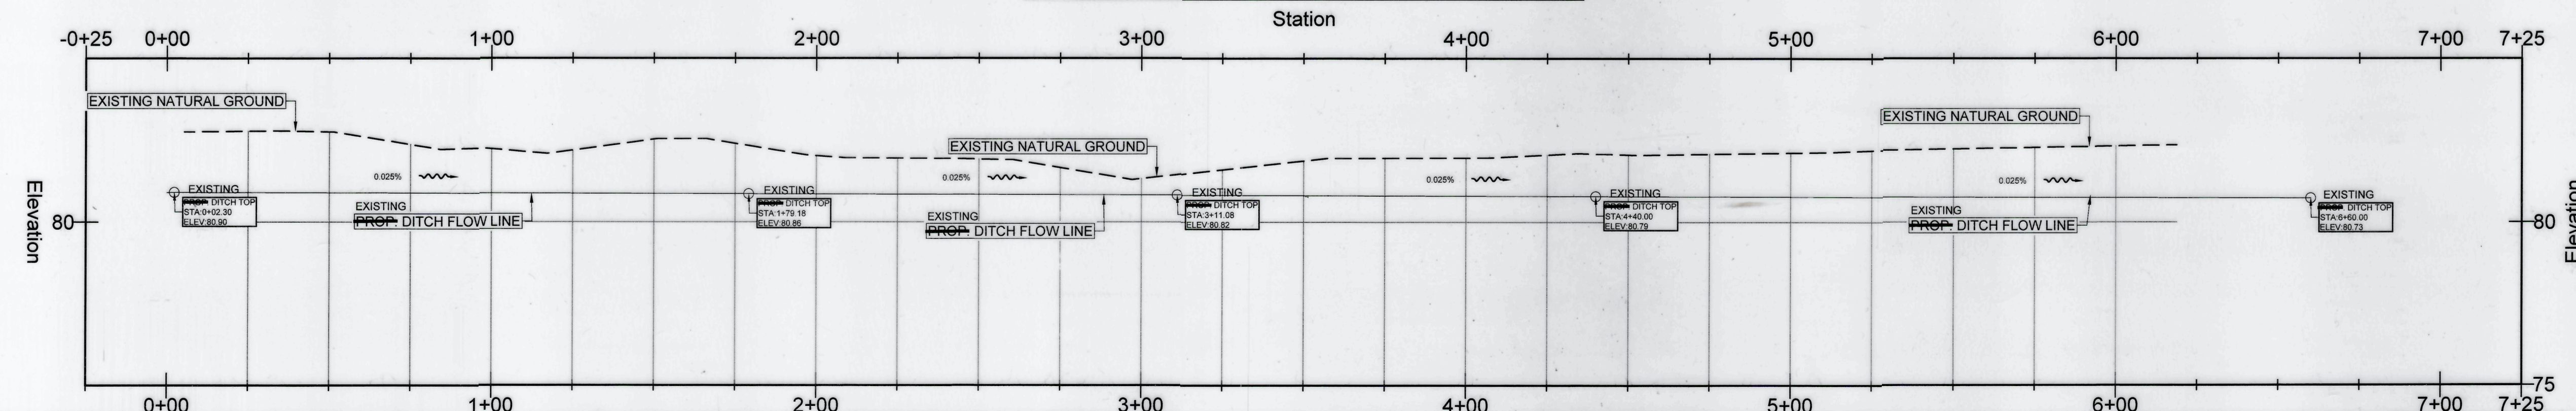 Station
-0+25 0+00 1+00 2+00 3+00 4+00 5+00 6+00 7+00 7+25
EXISTING NATURAL GROUND
EXISTING NATURAL GROUND
EXISTING NATURAL GROUND
0.025%
0.025%
0.025%
0.025%
Elevation
80
EXISTING
PROP. DITCH TOP
STA:0+02.30
ELEV:80.90
EXISTING
PROP. DITCH FLOW LINE
EXISTING
PROP. DITCH TOP
STA:1+79.18
ELEV:80.86
EXISTING
PROP. DITCH FLOW LINE
EXISTING
PROP. DITCH TOP
STA:3+11.08
ELEV:80.82
EXISTING
PROP. DITCH TOP
STA:4+40.00
ELEV:80.79
EXISTING
PROP. DITCH FLOW LINE
EXISTING
PROP. DITCH TOP
STA:6+60.00
ELEV:80.73
80
Elevation
75
0+00 1+00 2+00 3+00 4+00 5+00 6+00 7+00 7+25